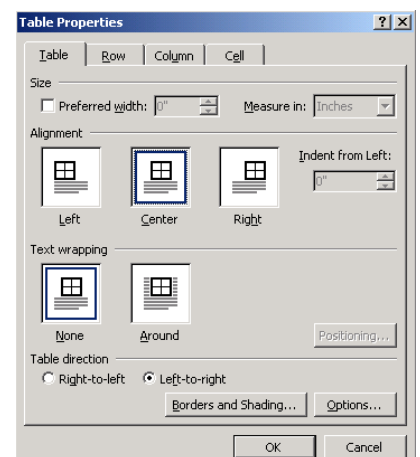 Table Properties
Table Row Column Cell
Size
Preferred width: 0" Measure in: Inches
Alignment
Indent from Left:
0"
Left Center Right
Text wrapping
None Around
Positioning...
Table direction
Right-to-left Left-to-right
Borders and Shading... Options...
OK Cancel